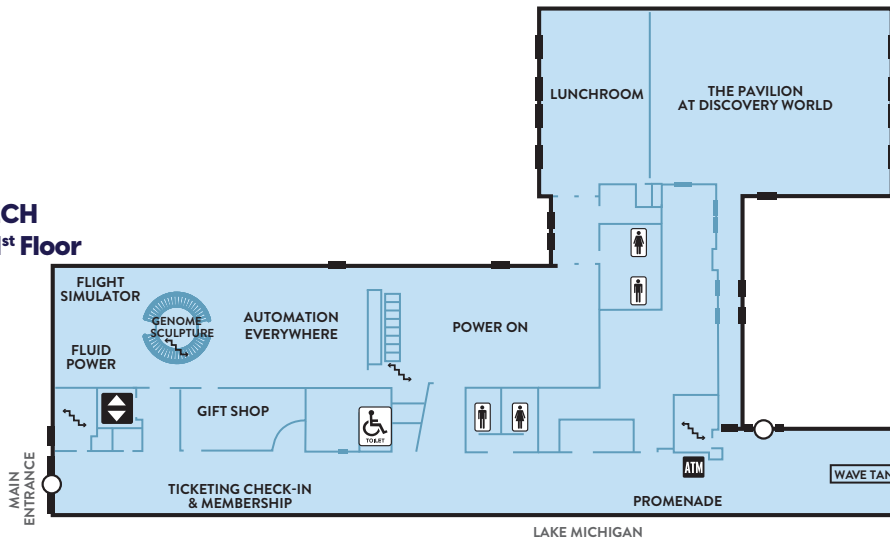 LUNCHROOM
THE PAVILION
AT DISCOVERY WORLD
CH
1st Floor
FLIGHT
SIMULATOR
GENOME
SCULPTURE
AUTOMATION
EVERYWHERE
POWER ON
FLUID
POWER
GIFT SHOP
TOILET
MAIN
ENTRANCE
TICKETING CHECK-IN
& MEMBERSHIP
ATM
PROMENADE
WAVE TAN
LAKE MICHIGAN